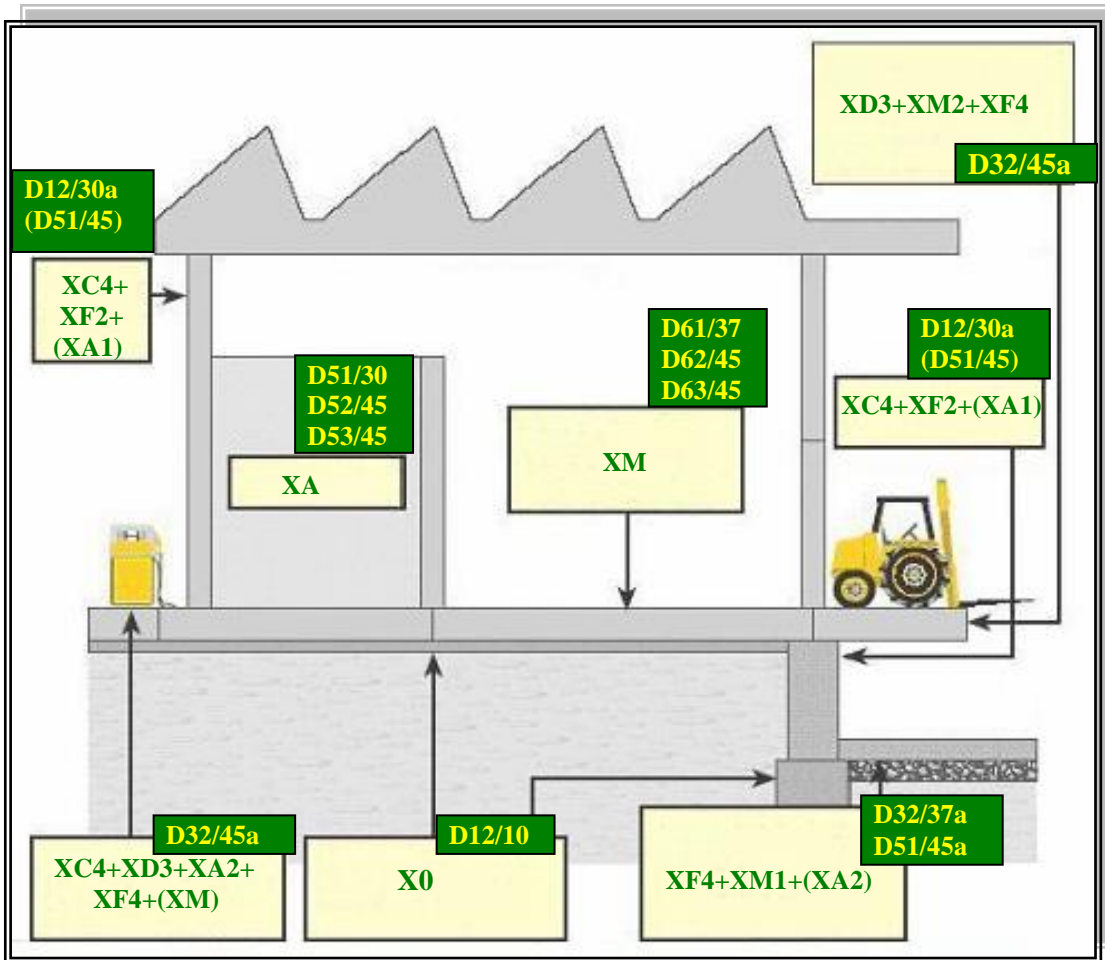 XD3+XM2+XF4
D32/45a
D12/30a
(D51/45)
XC4+
XF2+
(XA1)
D51/30
D52/45
D53/45
XA
D61/37
D62/45
D63/45
XM
D12/30a
(D51/45)
XC4+XF2+(XA1)
D32/45a
XC4+XD3+XA2+
XF4+(XM)
D12/10
X0
D32/37a
D51/45a
XF4+XM1+(XA2)